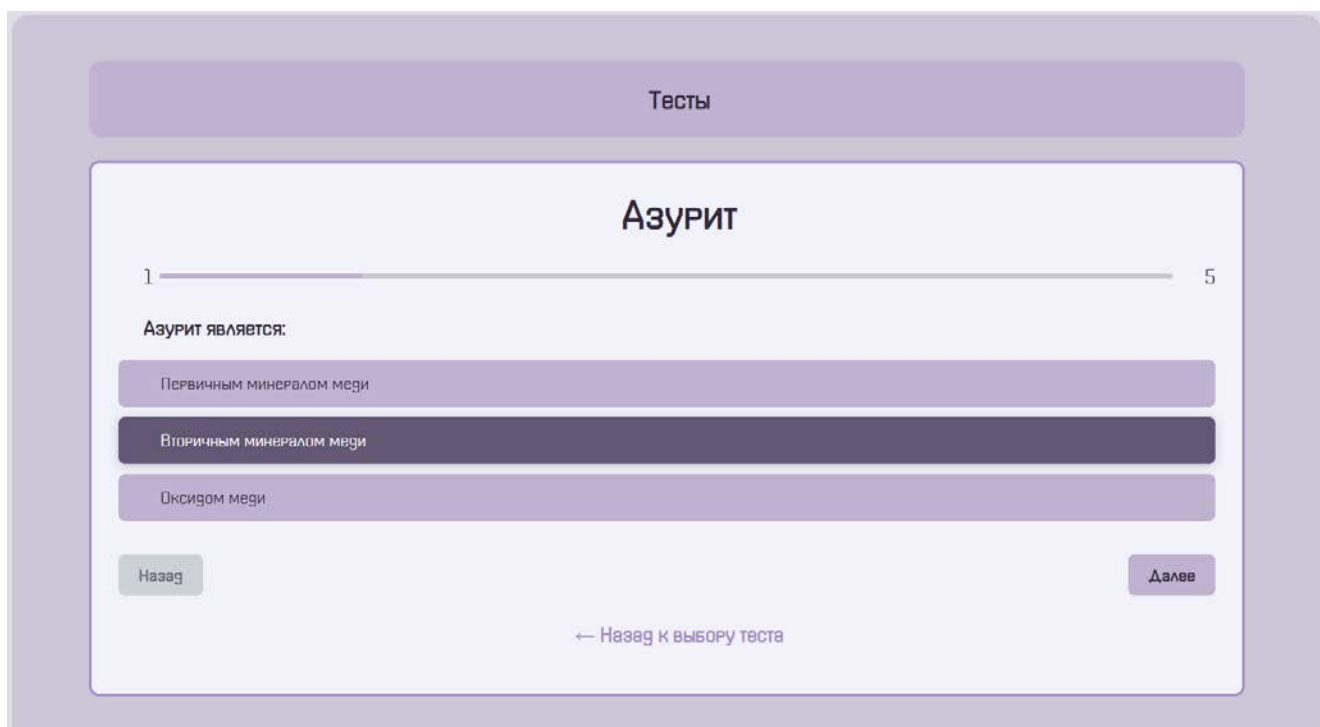 Тесты
Азурит
1 5
Азурит является:
Первичным минералом меди
Вторичным минералом меди
Оксидом меди
Назад Далее
← Назад к выбору теста